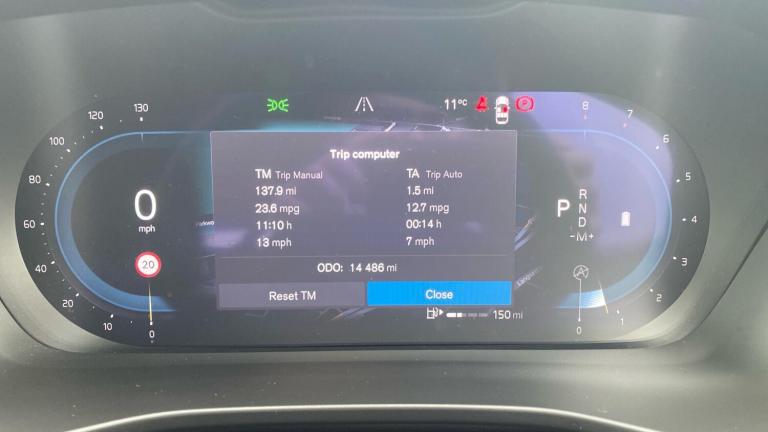 11°C
130
120
100
80
60
40
20
10
0
0
mph
20
Trip computer
TM Trip Manual
TA Trip Auto
137.9 mi
1.5 mi
23.6 mpg
12.7 mpg
11:10 h
00:14 h
13 mph
7 mph
ODO: 14 486 mi
Reset TM
Close
150 mi
P
R
N
D
-M+
8
7
6
5
4
3
2
1
0